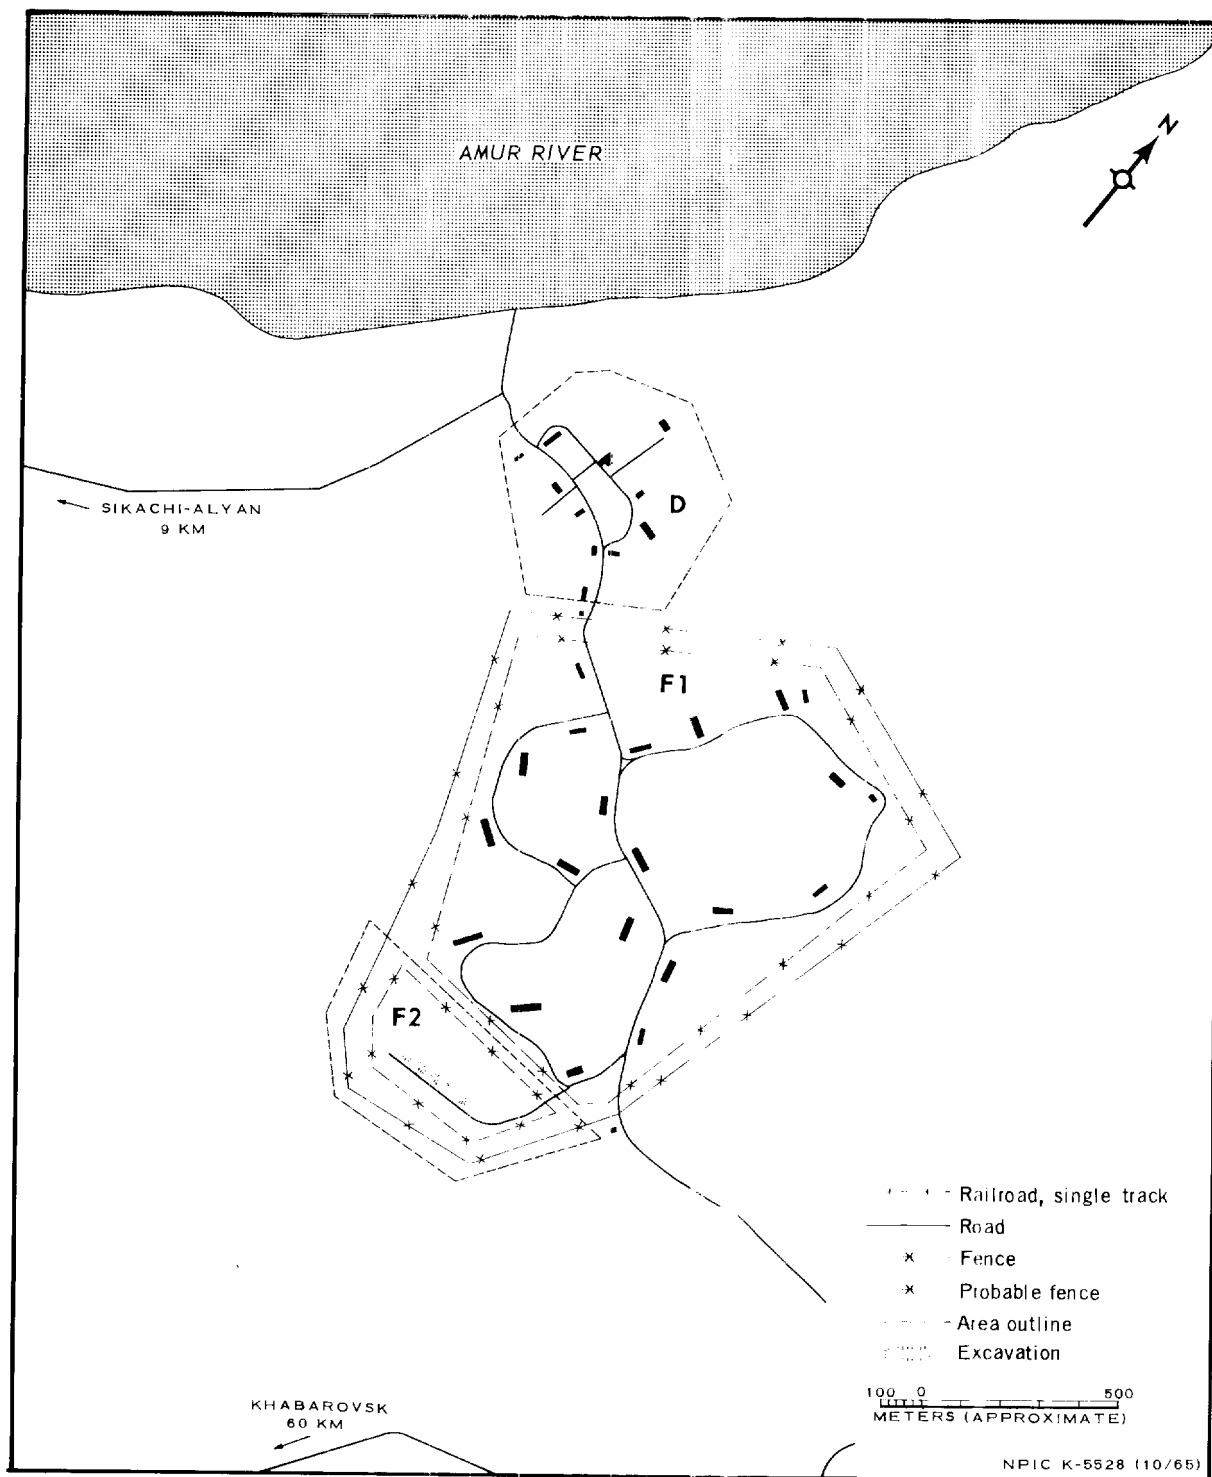 AMUR RIVER
N
SIKACHI-ALYAN
9 KM
D
F1
F2
Railroad, single track
Road
Fence
Probable fence
Area outline
Excavation
100 0 500
METERS (APPROXIMATE)
KHABAROVSK
60 KM
NPIC K-5528 (10/65)